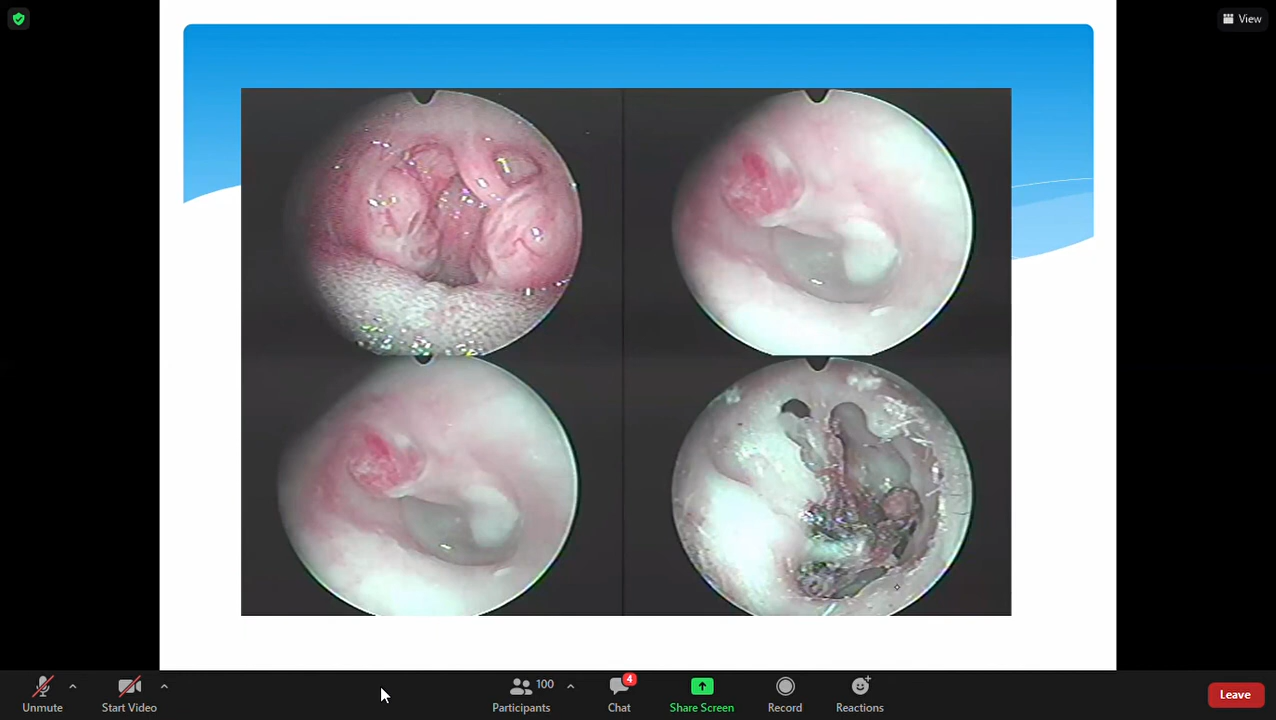 View
Unmute
Start Video
100
Participants
4
Chat
Share Screen
Record
Reactions
Leave